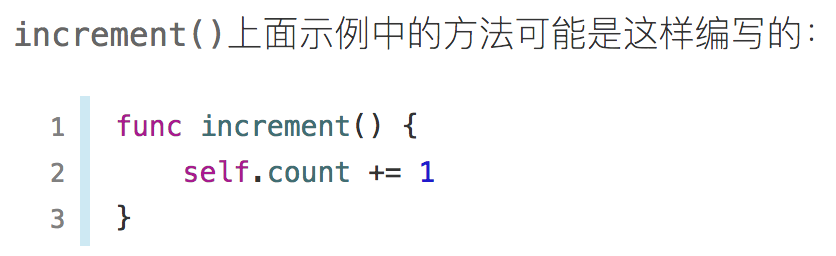 increment()上面示例中的方法可能是这样编写的：
1 func increment() {
2     self.count += 1
3 }